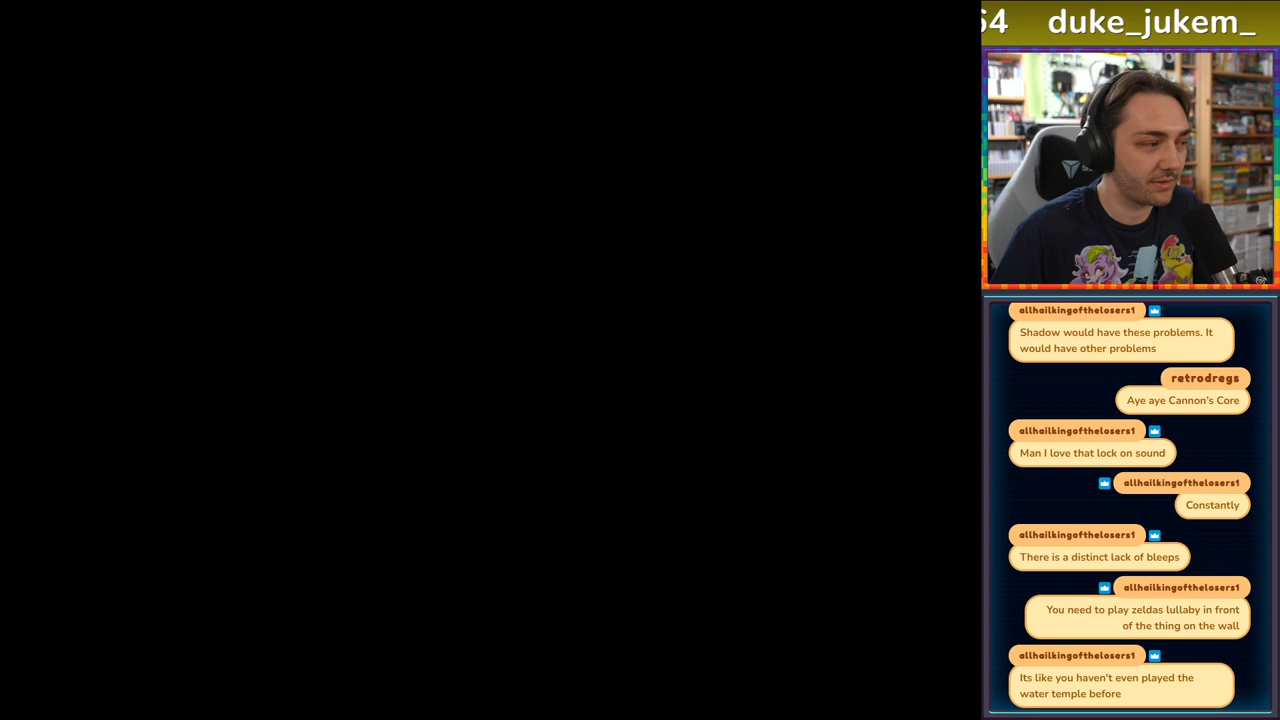 64 duke_jukem_
allhailkingofthelosers1
Shadow would have these problems. It
would have other problems
retrodregs
Aye aye Cannon's Core
allhailkingofthelosers1
Man I love that lock on sound
allhailkingofthelosers1
Constantly
allhailkingofthelosers1
There is a distinct lack of bleeps
allhailkingofthelosers1
You need to play zeldas lullaby in front
of the thing on the wall
allhailkingofthelosers1
Its like you haven't even played the
water temple before